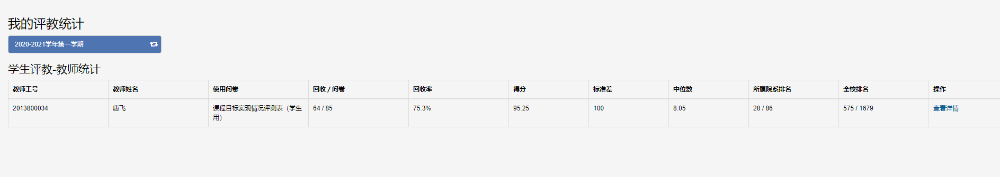 我的评教统计
2020-2021学年第一学期
学生评教-教师统计
教师工号 教师姓名 使用问卷 回收 / 问卷 回收率 得分 标准差 中位数 所属院系排名 全校排名 操作
2013800034 唐飞 课程目标实现情况评测表（学生 64 / 85 75.3% 95.25 100 8.05 28 / 86 575 / 1679 查看详情
用）